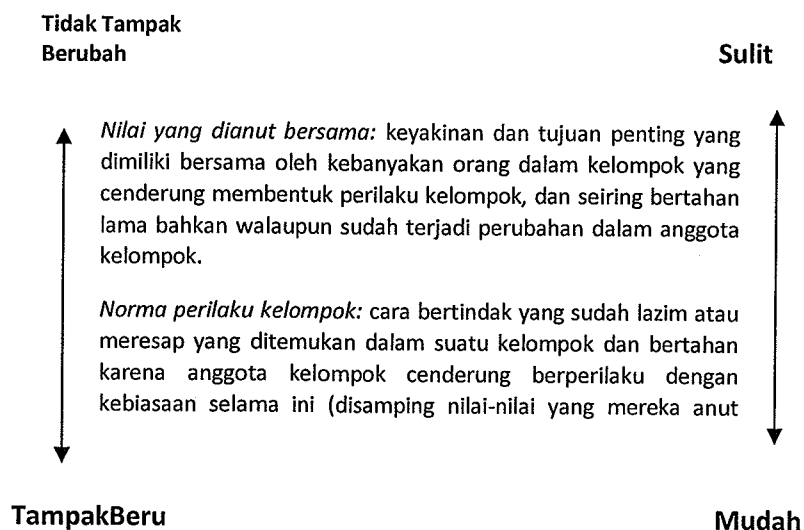 Tidak Tampak
Berubah
Sulit
Nilai yang dianut bersama: keyakinan dan tujuan penting yang
dimiliki bersama oleh kebanyakan orang dalam kelompok yang
cenderung membentuk perilaku kelompok, dan seiring bertahan
lama bahkan walaupun sudah terjadi perubahan dalam anggota
kelompok.
Norma perilaku kelompok: cara bertindak yang sudah lazim atau
meresap yang ditemukan dalam suatu kelompok dan bertahan
karena anggota kelompok cenderung berperilaku dengan
kebiasaan selama ini (disamping nilai-nilai yang mereka anut
TampakBeru
Mudah